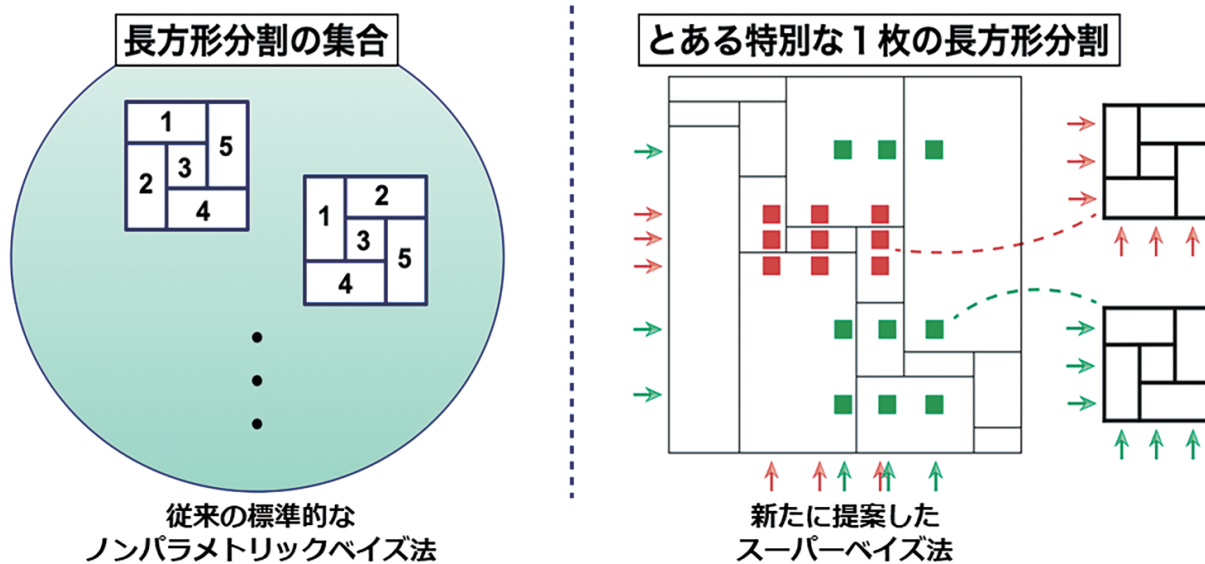 長方形分割の集合
1
5
3
2
4
2
1
3
5
4
従来の標準的な
ノンパラメトリックベイズ法
とある特別な1枚の長方形分割
新たに提案した
スーパーベイズ法